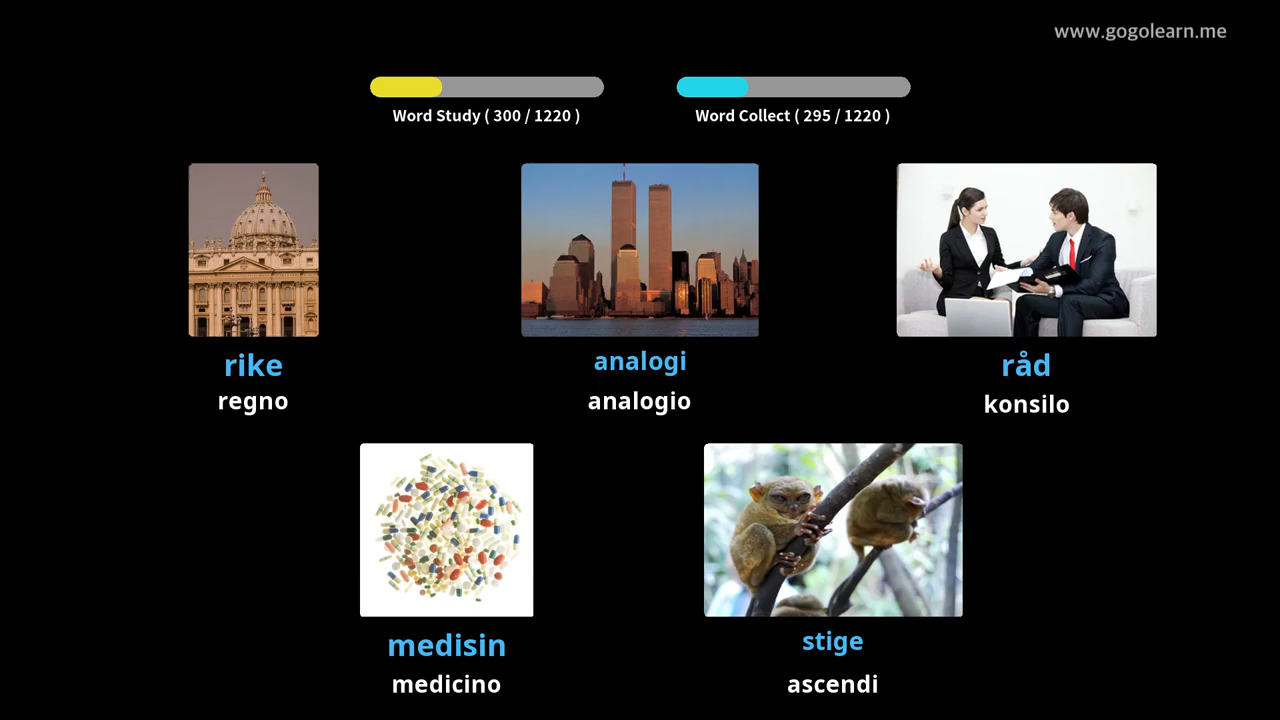 www.gogolearn.me
Word Study ( 300 / 1220 )
Word Collect ( 295 / 1220 )
rike
regno
analogi
analogio
råd
konsilo
medisin
medicino
stige
ascendi